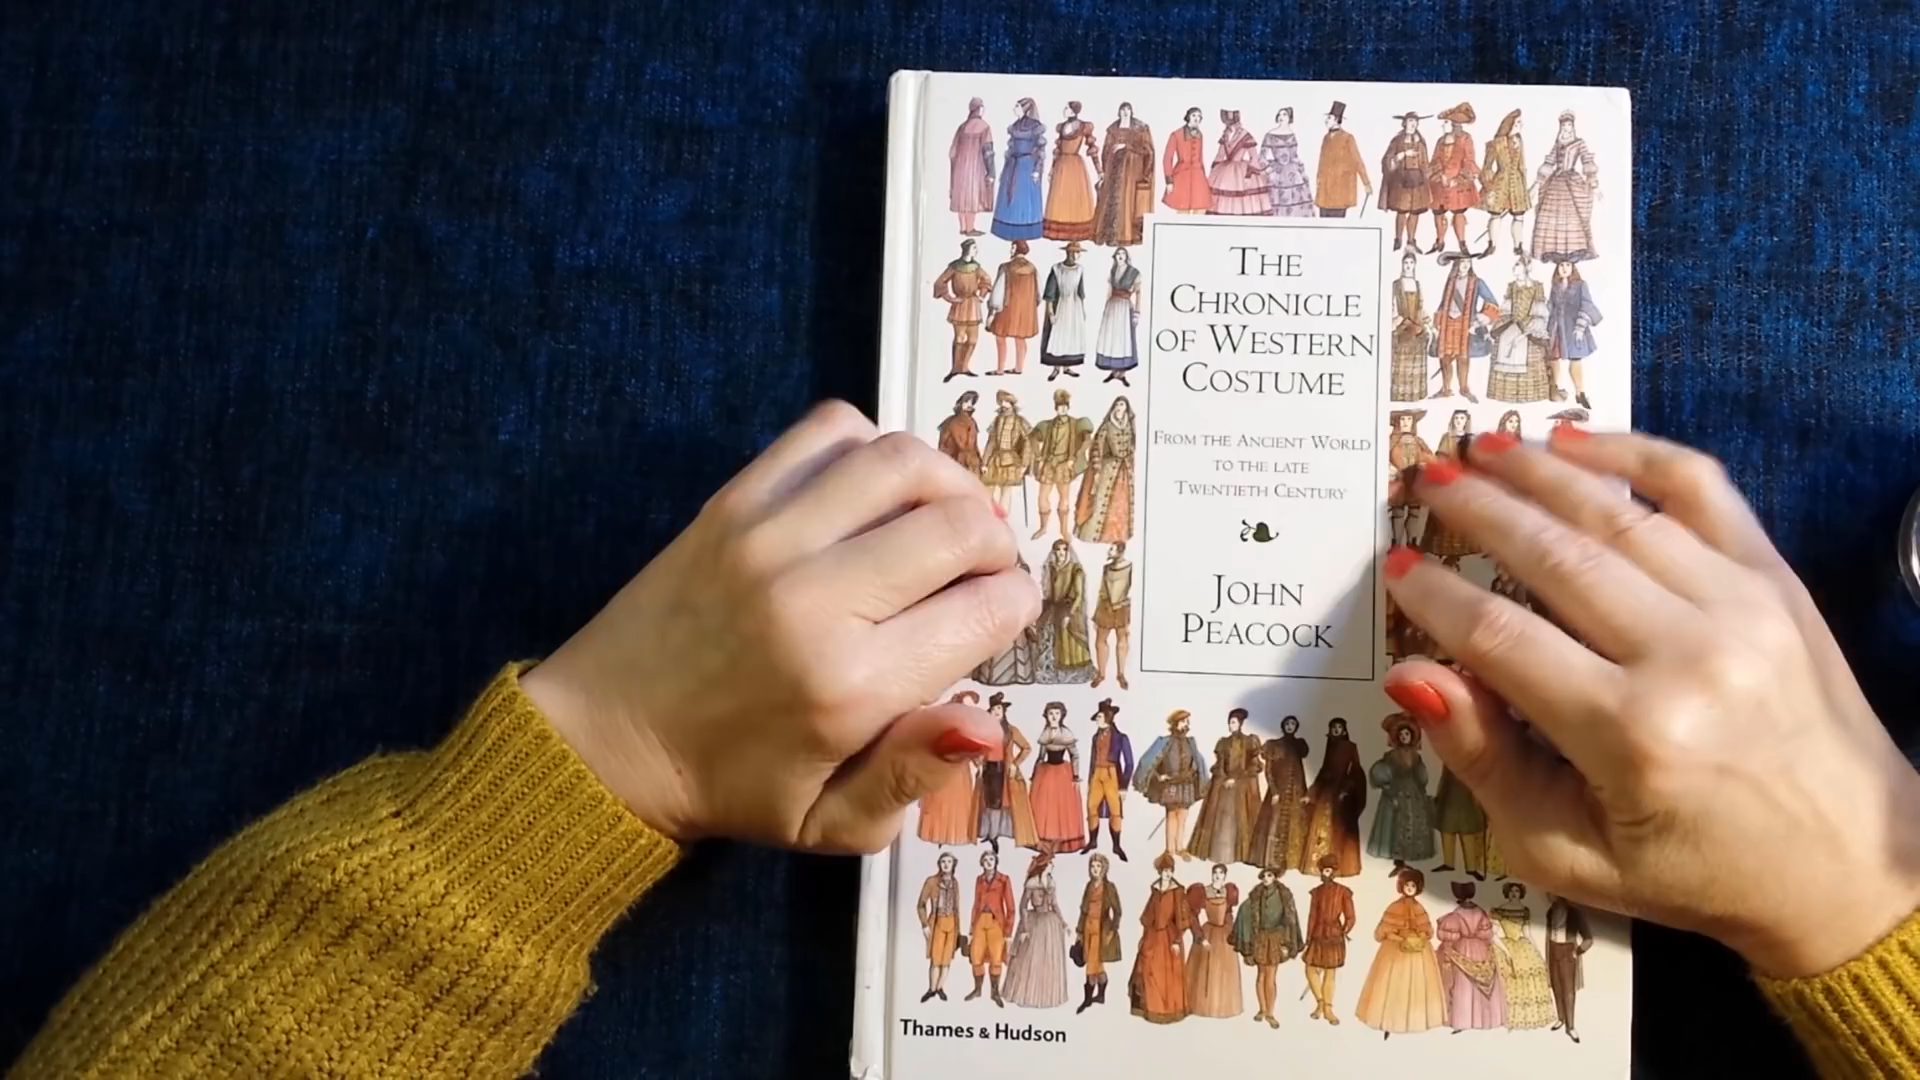 THE
CHRONICLE
OF WESTERN
COSTUME
FROM THE ANCIENT WORLD
TO THE LATE
TWENTIETH CENTURY
JOHN
PEACOCK
Thames & Hudson